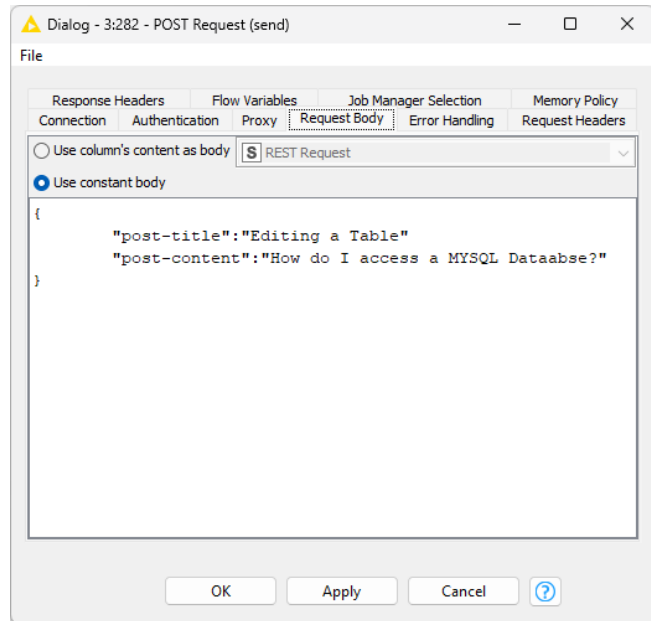 Dialog - 3:282 - POST Request (send)
File
Response Headers Flow Variables Job Manager Selection Memory Policy
Connection Authentication Proxy Request Body Error Handling Request Headers
Use column's content as body S REST Request
Use constant body
{
"post-title":"Editing a Table"
"post-content":"How do I access a MYSQL Dataabse?"
}
OK Apply Cancel ?